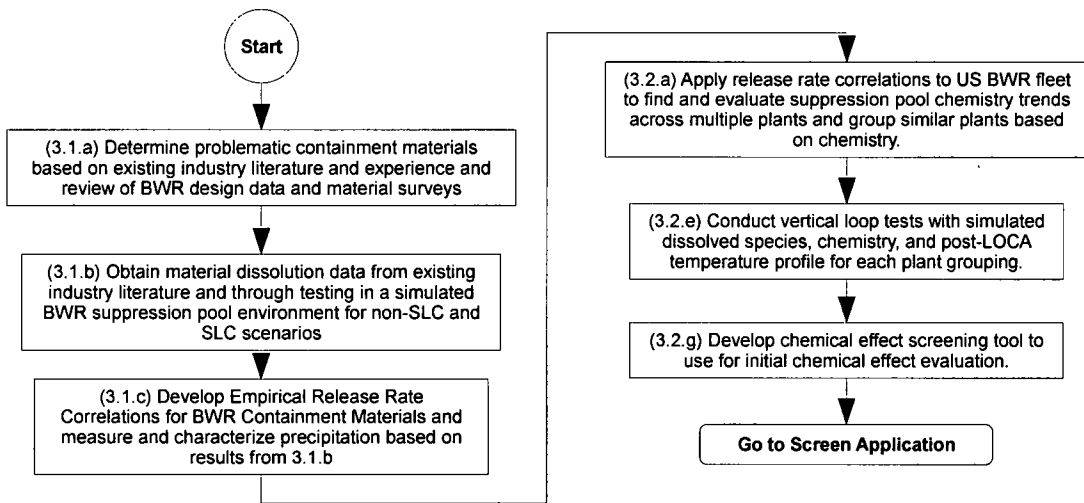 Start
(3.1.a) Determine problematic containment materials
based on existing industry literature and experience and
review of BWR design data and material surveys
(3.1.b) Obtain material dissolution data from existing
industry literature and through testing in a simulated
BWR suppression pool environment for non-SLC and
SLC scenarios
(3.1.c) Develop Empirical Release Rate
Correlations for BWR Containment Materials and
measure and characterize precipitation based on
results from 3.1.b
(3.2.a) Apply release rate correlations to US BWR fleet
to find and evaluate suppression pool chemistry trends
across multiple plants and group similar plants based
on chemistry.
(3.2.e) Conduct vertical loop tests with simulated
dissolved species, chemistry, and post-LOCA
temperature profile for each plant grouping.
(3.2.g) Develop chemical effect screening tool to
use for initial chemical effect evaluation.
Go to Screen Application